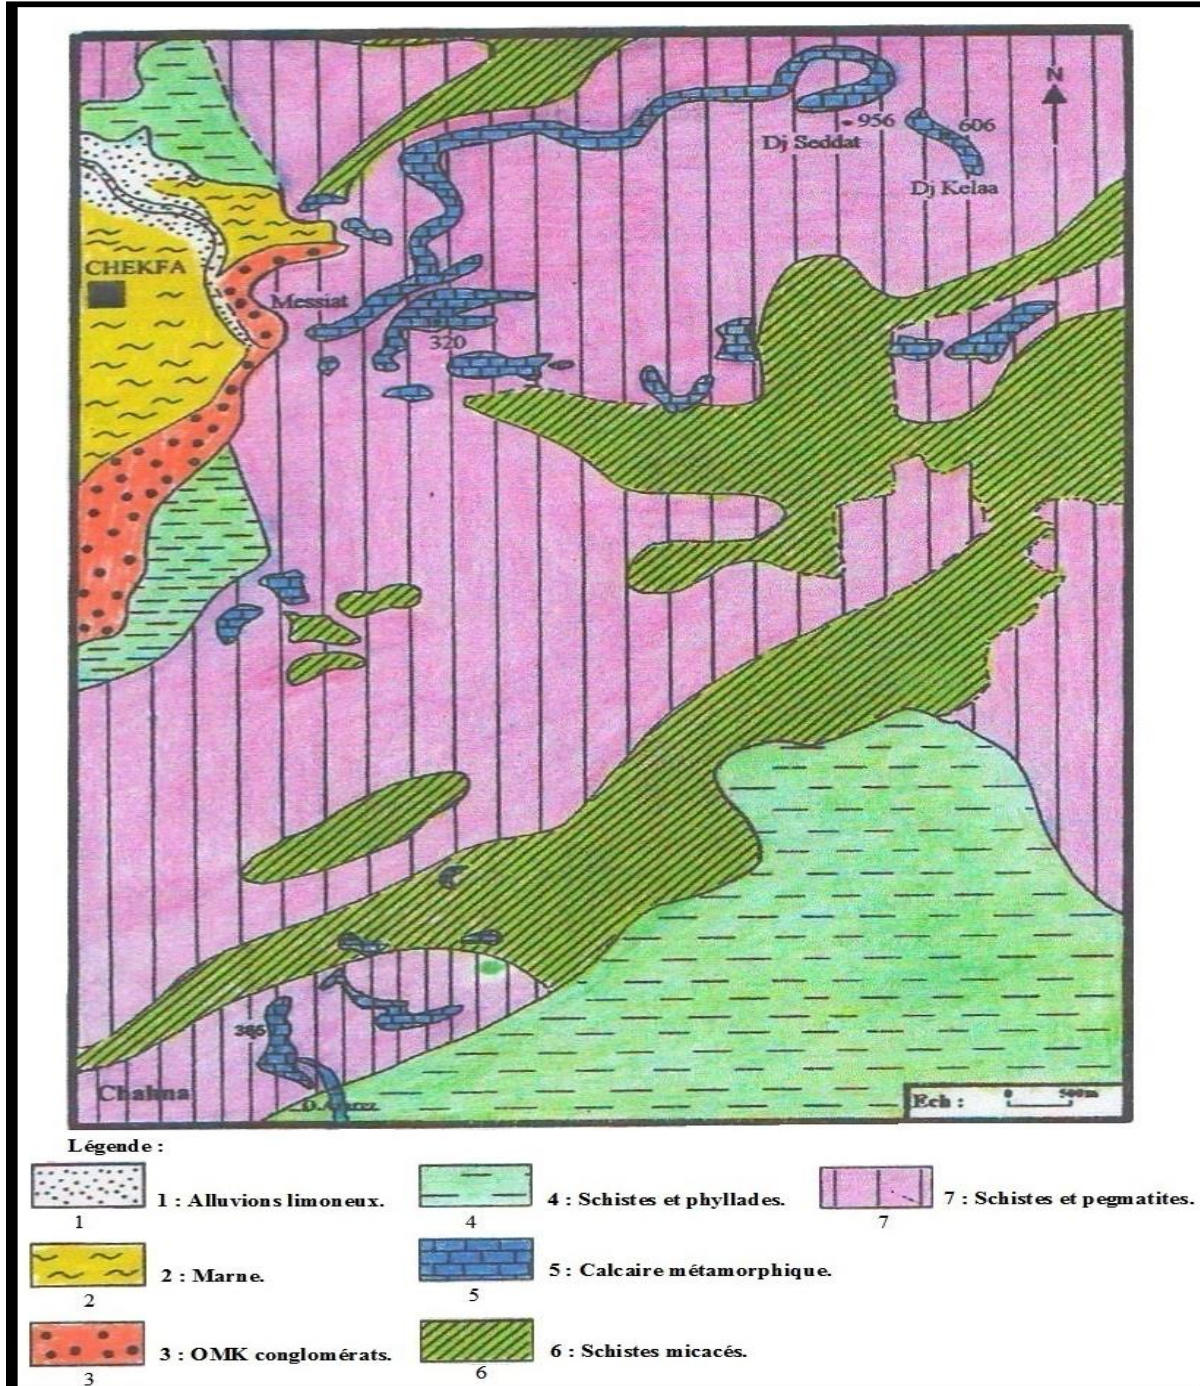 N
956
606
Dj Seddat
Dj Kelaa
CHEKFA
Messiat
320
Chahna
Ech :
0
500m
Légende :
1 : Alluvions limoneux.
1
4 : Schistes et phyllades.
4
7 : Schistes et pegmatites.
7
2 : Marne.
2
5 : Calcaire métamorphique.
5
3 : OMK conglomérats.
3
6 : Schistes micacés.
6